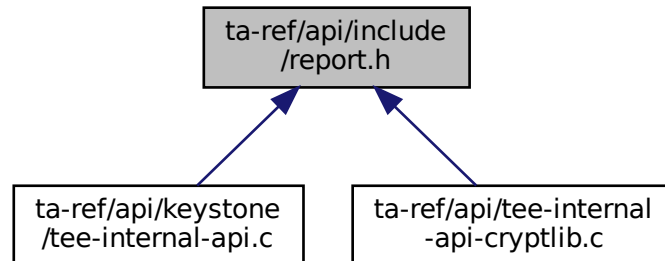 ta-ref/api/include
/report.h
ta-ref/api/keystone
/tee-internal-api.c
ta-ref/api/tee-internal
-api-cryptlib.c